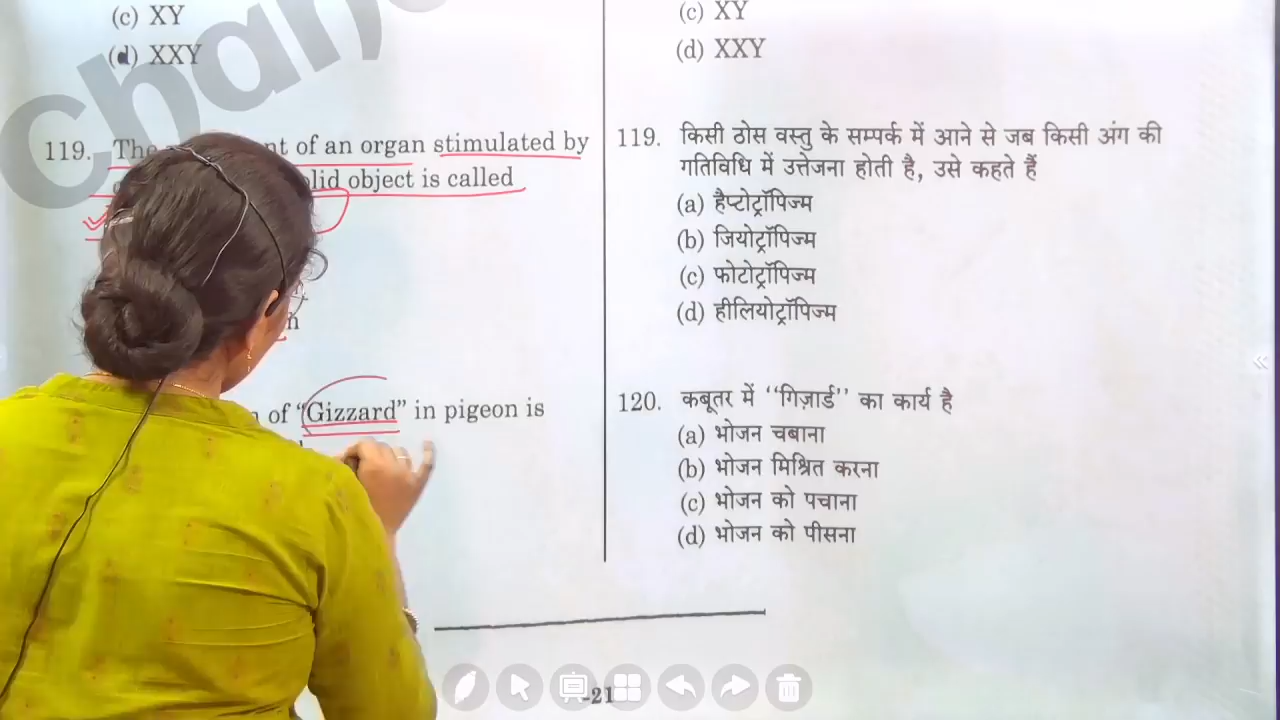 (c) XY
(d) XXY
119. The of an organ stimulated by
object is called
of “Gizzard” in pigeon is
(c) XY
(d) XXY
119. किसी ठोस वस्तु के सम्पर्क में आने से जब किसी अंग की
गतिविधि में उत्तेजना होती है, उसे कहते हैं
(a) हैप्टोट्रॉपिज्म
(b) जियोट्रॉपिज्म
(c) फोटोट्रॉपिज्म
(d) हीलियोट्रॉपिज्म
120. कबूतर में ‘‘गिज़ार्ड’’ का कार्य है
(a) भोजन चबाना
(b) भोजन मिश्रित करना
(c) भोजन को पचाना
(d) भोजन को पीसना
-21